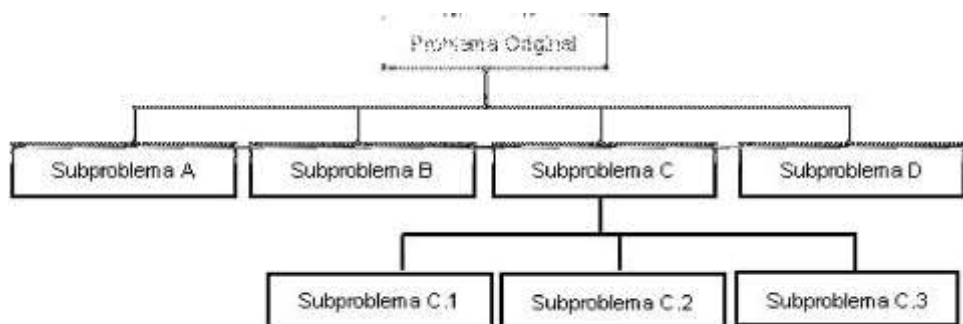 Problema Original
Subproblema A
Subproblema B
Subproblema C
Subproblema D
Subproblema C.1
Subproblema C.2
Subproblema C.3